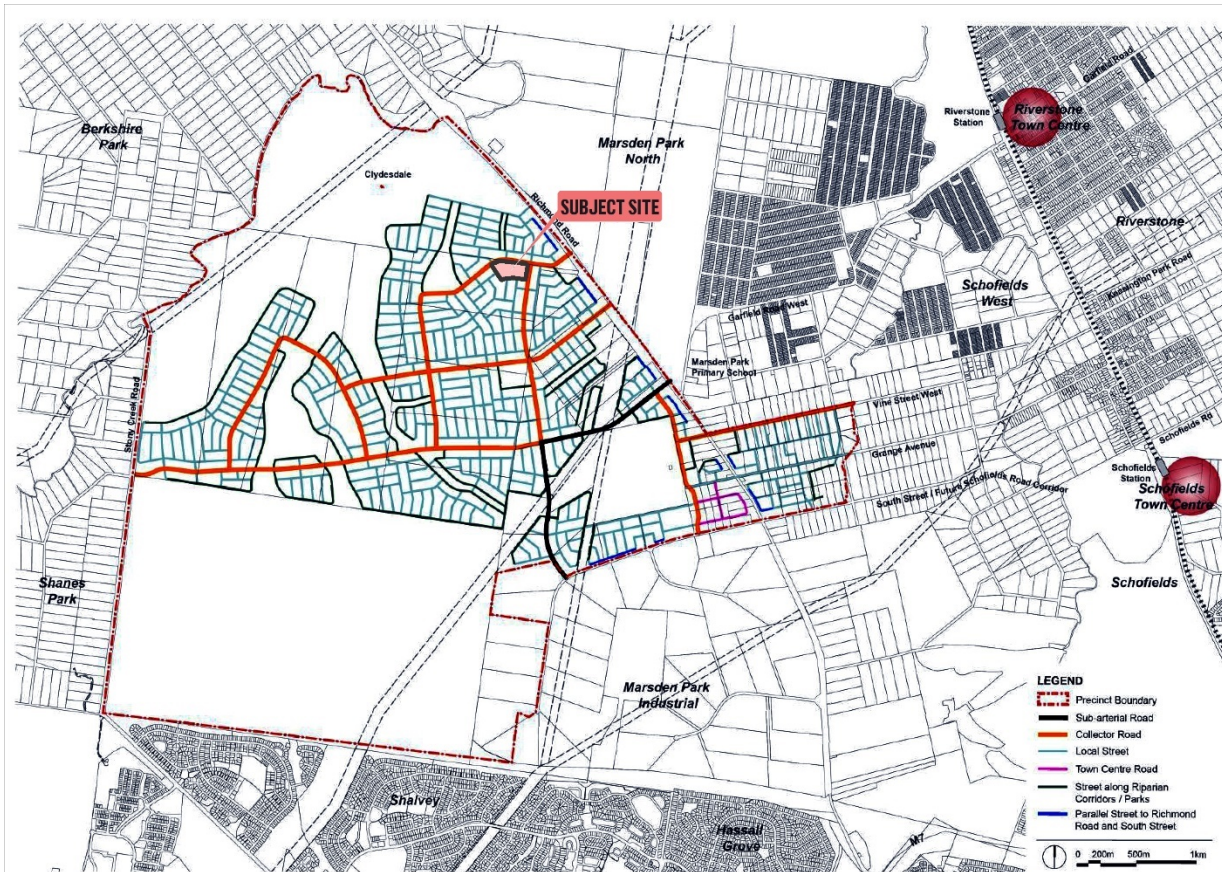 Berkshire
Park
Clydesdale
Marsden Park
North
Richmond Road
SUBJECT SITE
Riverstone
Station
Riverstone
Town Centre
Garfield Road
Riverstone
Schofields
West
Garfield Road West
Marsden Park
Primary School
Vine Street West
Grange Avenue
South Street / Future Schofields Road Corridor
Schofields Rd
Schofields
Station
Schofields
Town Centre
Schofields
Stony Creek Road
Shanes
Park
Marsden Park
Industrial
Shalvey
Hassall
Grove
M7
LEGEND
Precinct Boundary
Sub-arterial Road
Collector Road
Local Street
Town Centre Road
Street along Riparian
Corridors / Parks
Parallel Street to Richmond
Road and South Street
0 200m 500m 1km